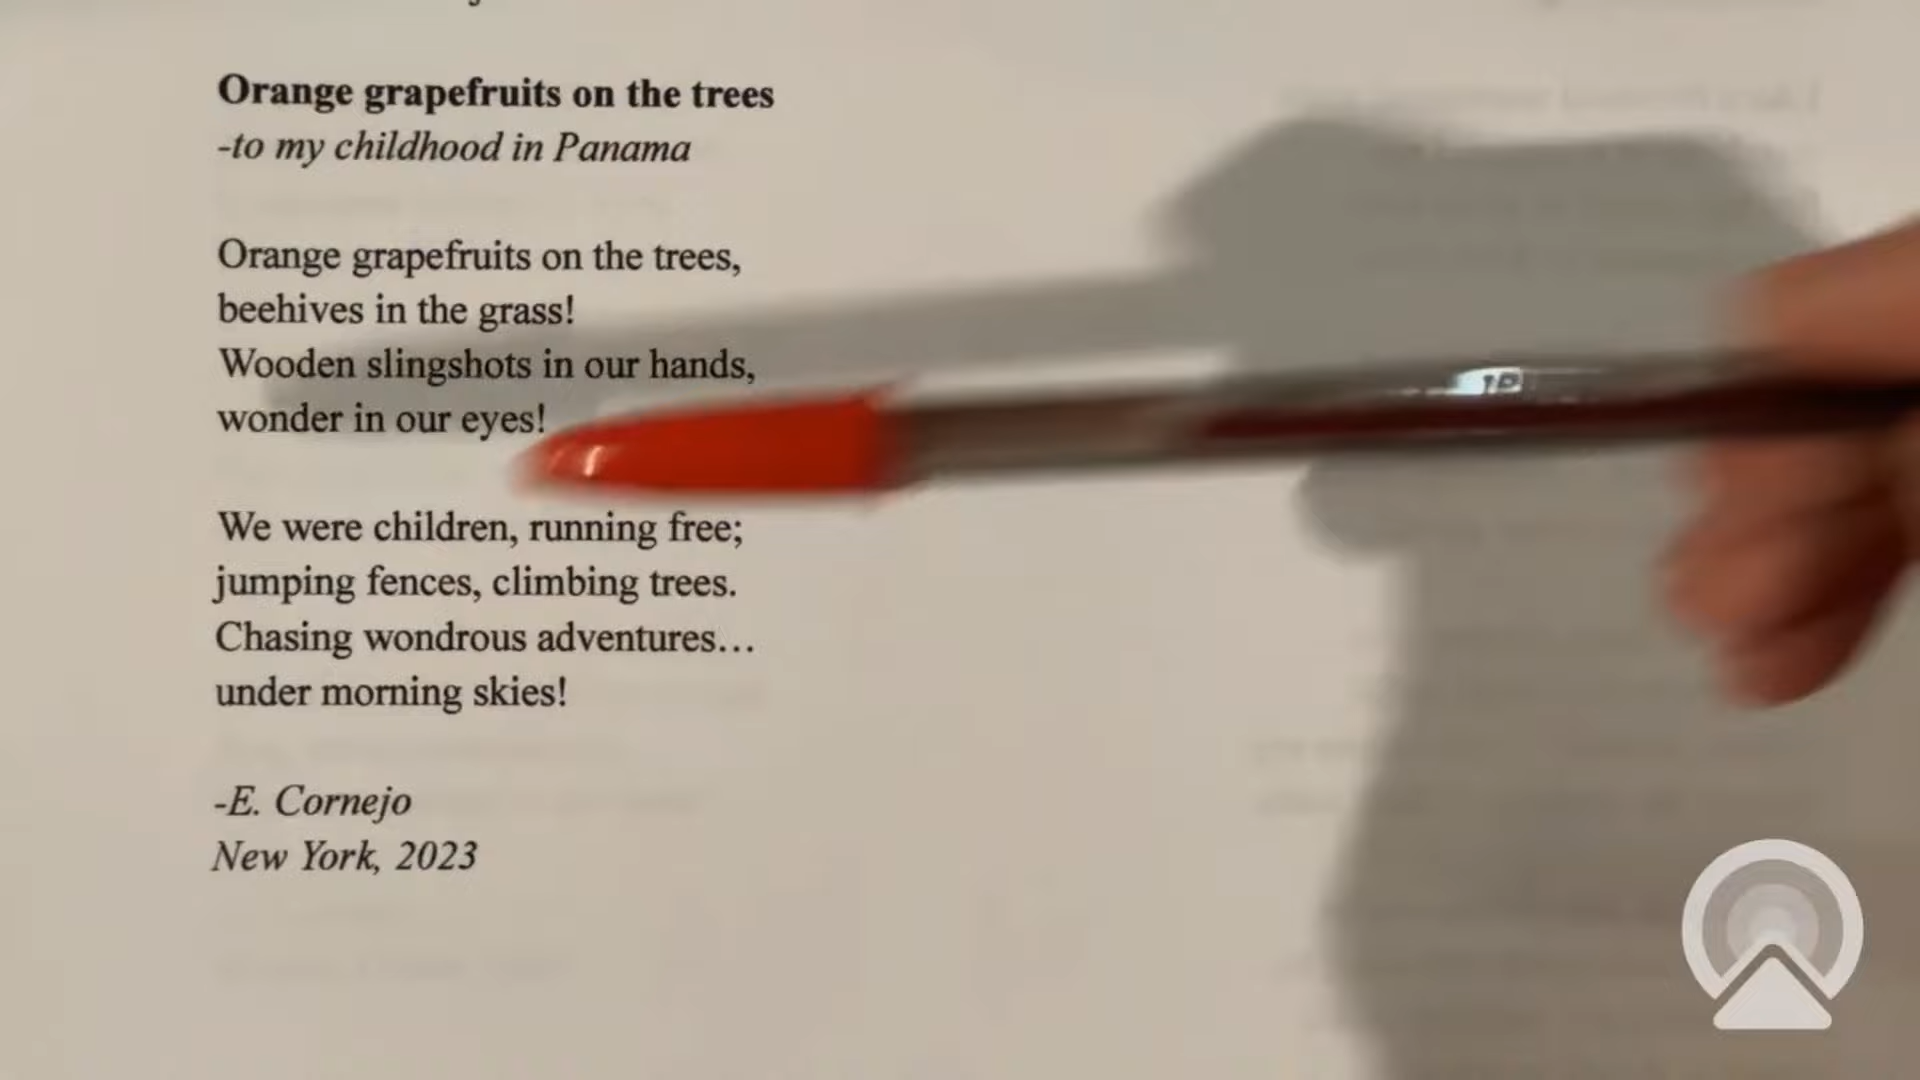 Orange grapefruits on the trees
-to my childhood in Panama
Orange grapefruits on the trees,
beehives in the grass!
Wooden slingshots in our hands,
wonder in our eyes!
We were children, running free;
jumping fences, climbing trees.
Chasing wondrous adventures…
under morning skies!
-E. Cornejo
New York, 2023